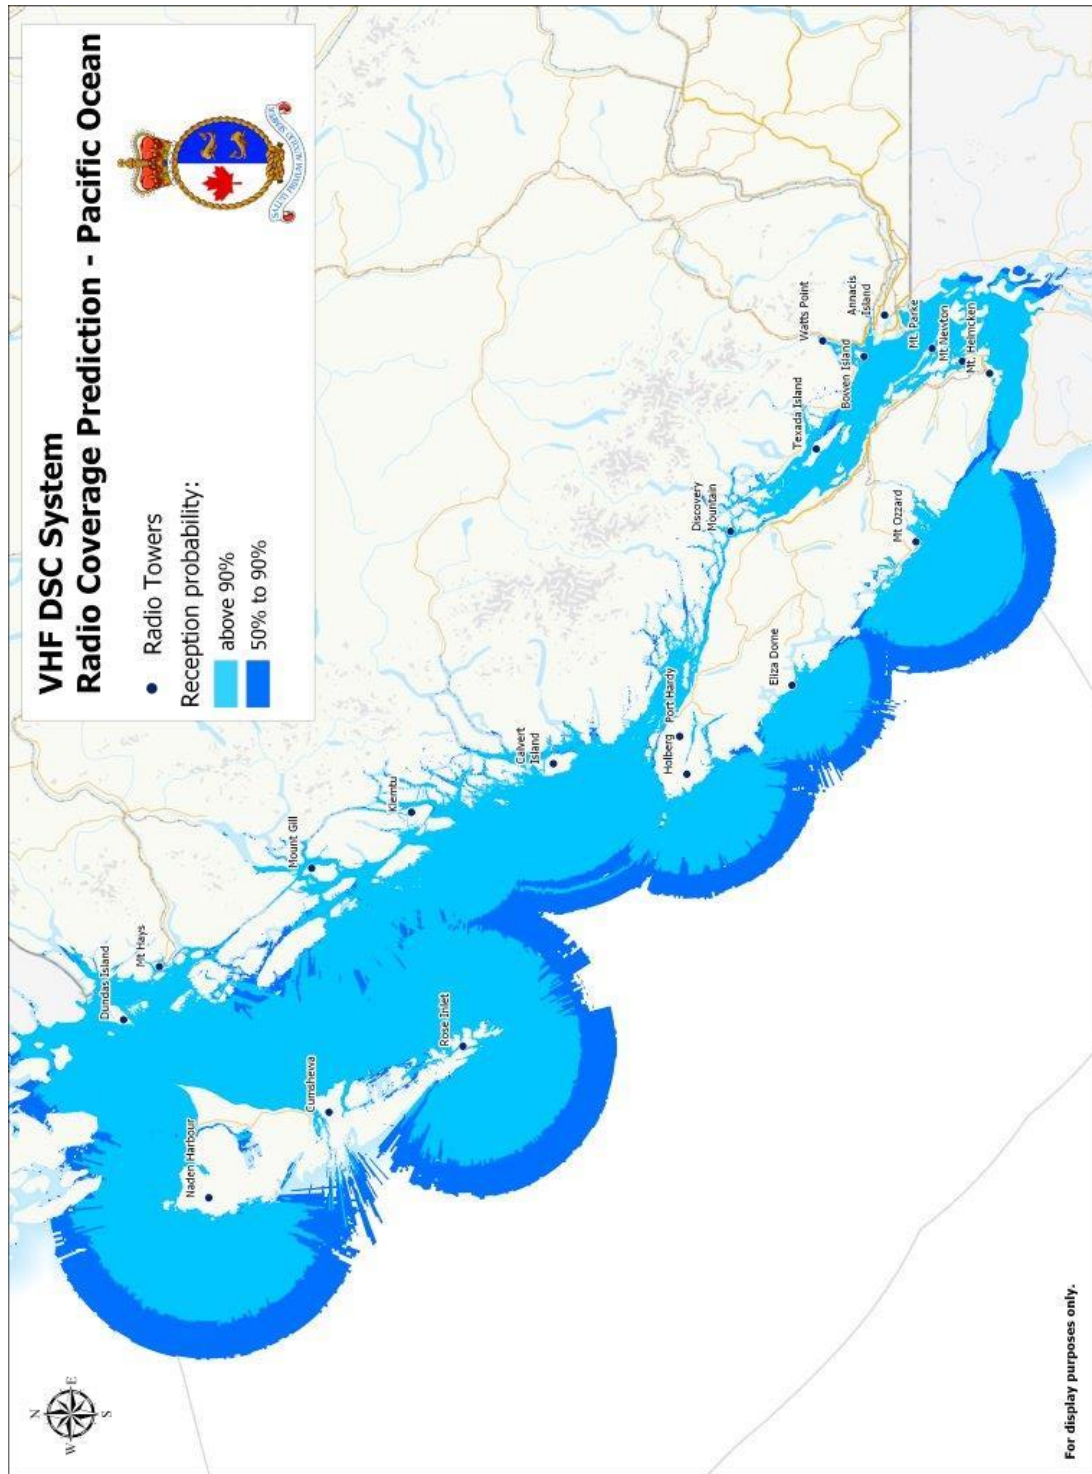 VHF DSC System
Radio Coverage Prediction - Pacific Ocean
Radio Towers
Reception probability:
above 90%
50% to 90%
N
W
E
S
Dundas Island
Mt Hays
Naden Harbour
Mount Gil
Cumshewa
Klemtu
Rose Inlet
Calvert
Island
Holberg
Port Hardy
Discovery
Mountain
Eliza Dome
Texada Island
Watts Point
Bowen Island
Annacis
Island
Mt Ozzard
Mt. Parke
Mt Newton
Mt. Helmcken
For display purposes only.